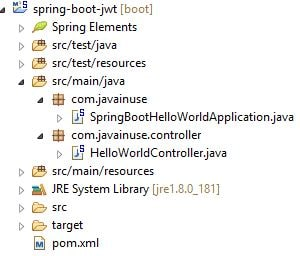 spring-boot-jwt [boot]
Spring Elements
src/test/java
src/test/resources
src/main/java
com.javainuse
SpringBootHelloWorldApplication.java
com.javainuse.controller
HelloWorldController.java
src/main/resources
JRE System Library [jre1.8.0_181]
src
target
pom.xml